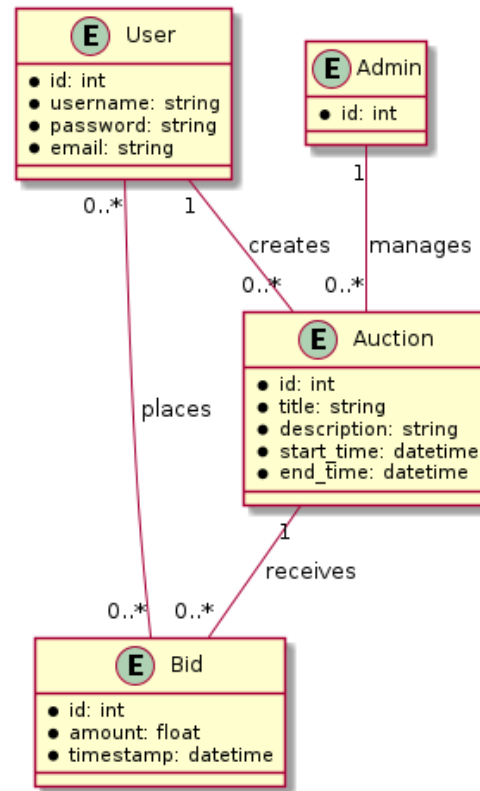 E User
id: int
username: string
password: string
email: string
E Admin
id: int
0..*
1
1
creates
manages
0..*
0..*
E Auction
id: int
title: string
description: string
start_time: datetime
end_time: datetime
places
1
receives
0..*
0..*
E Bid
id: int
amount: float
timestamp: datetime